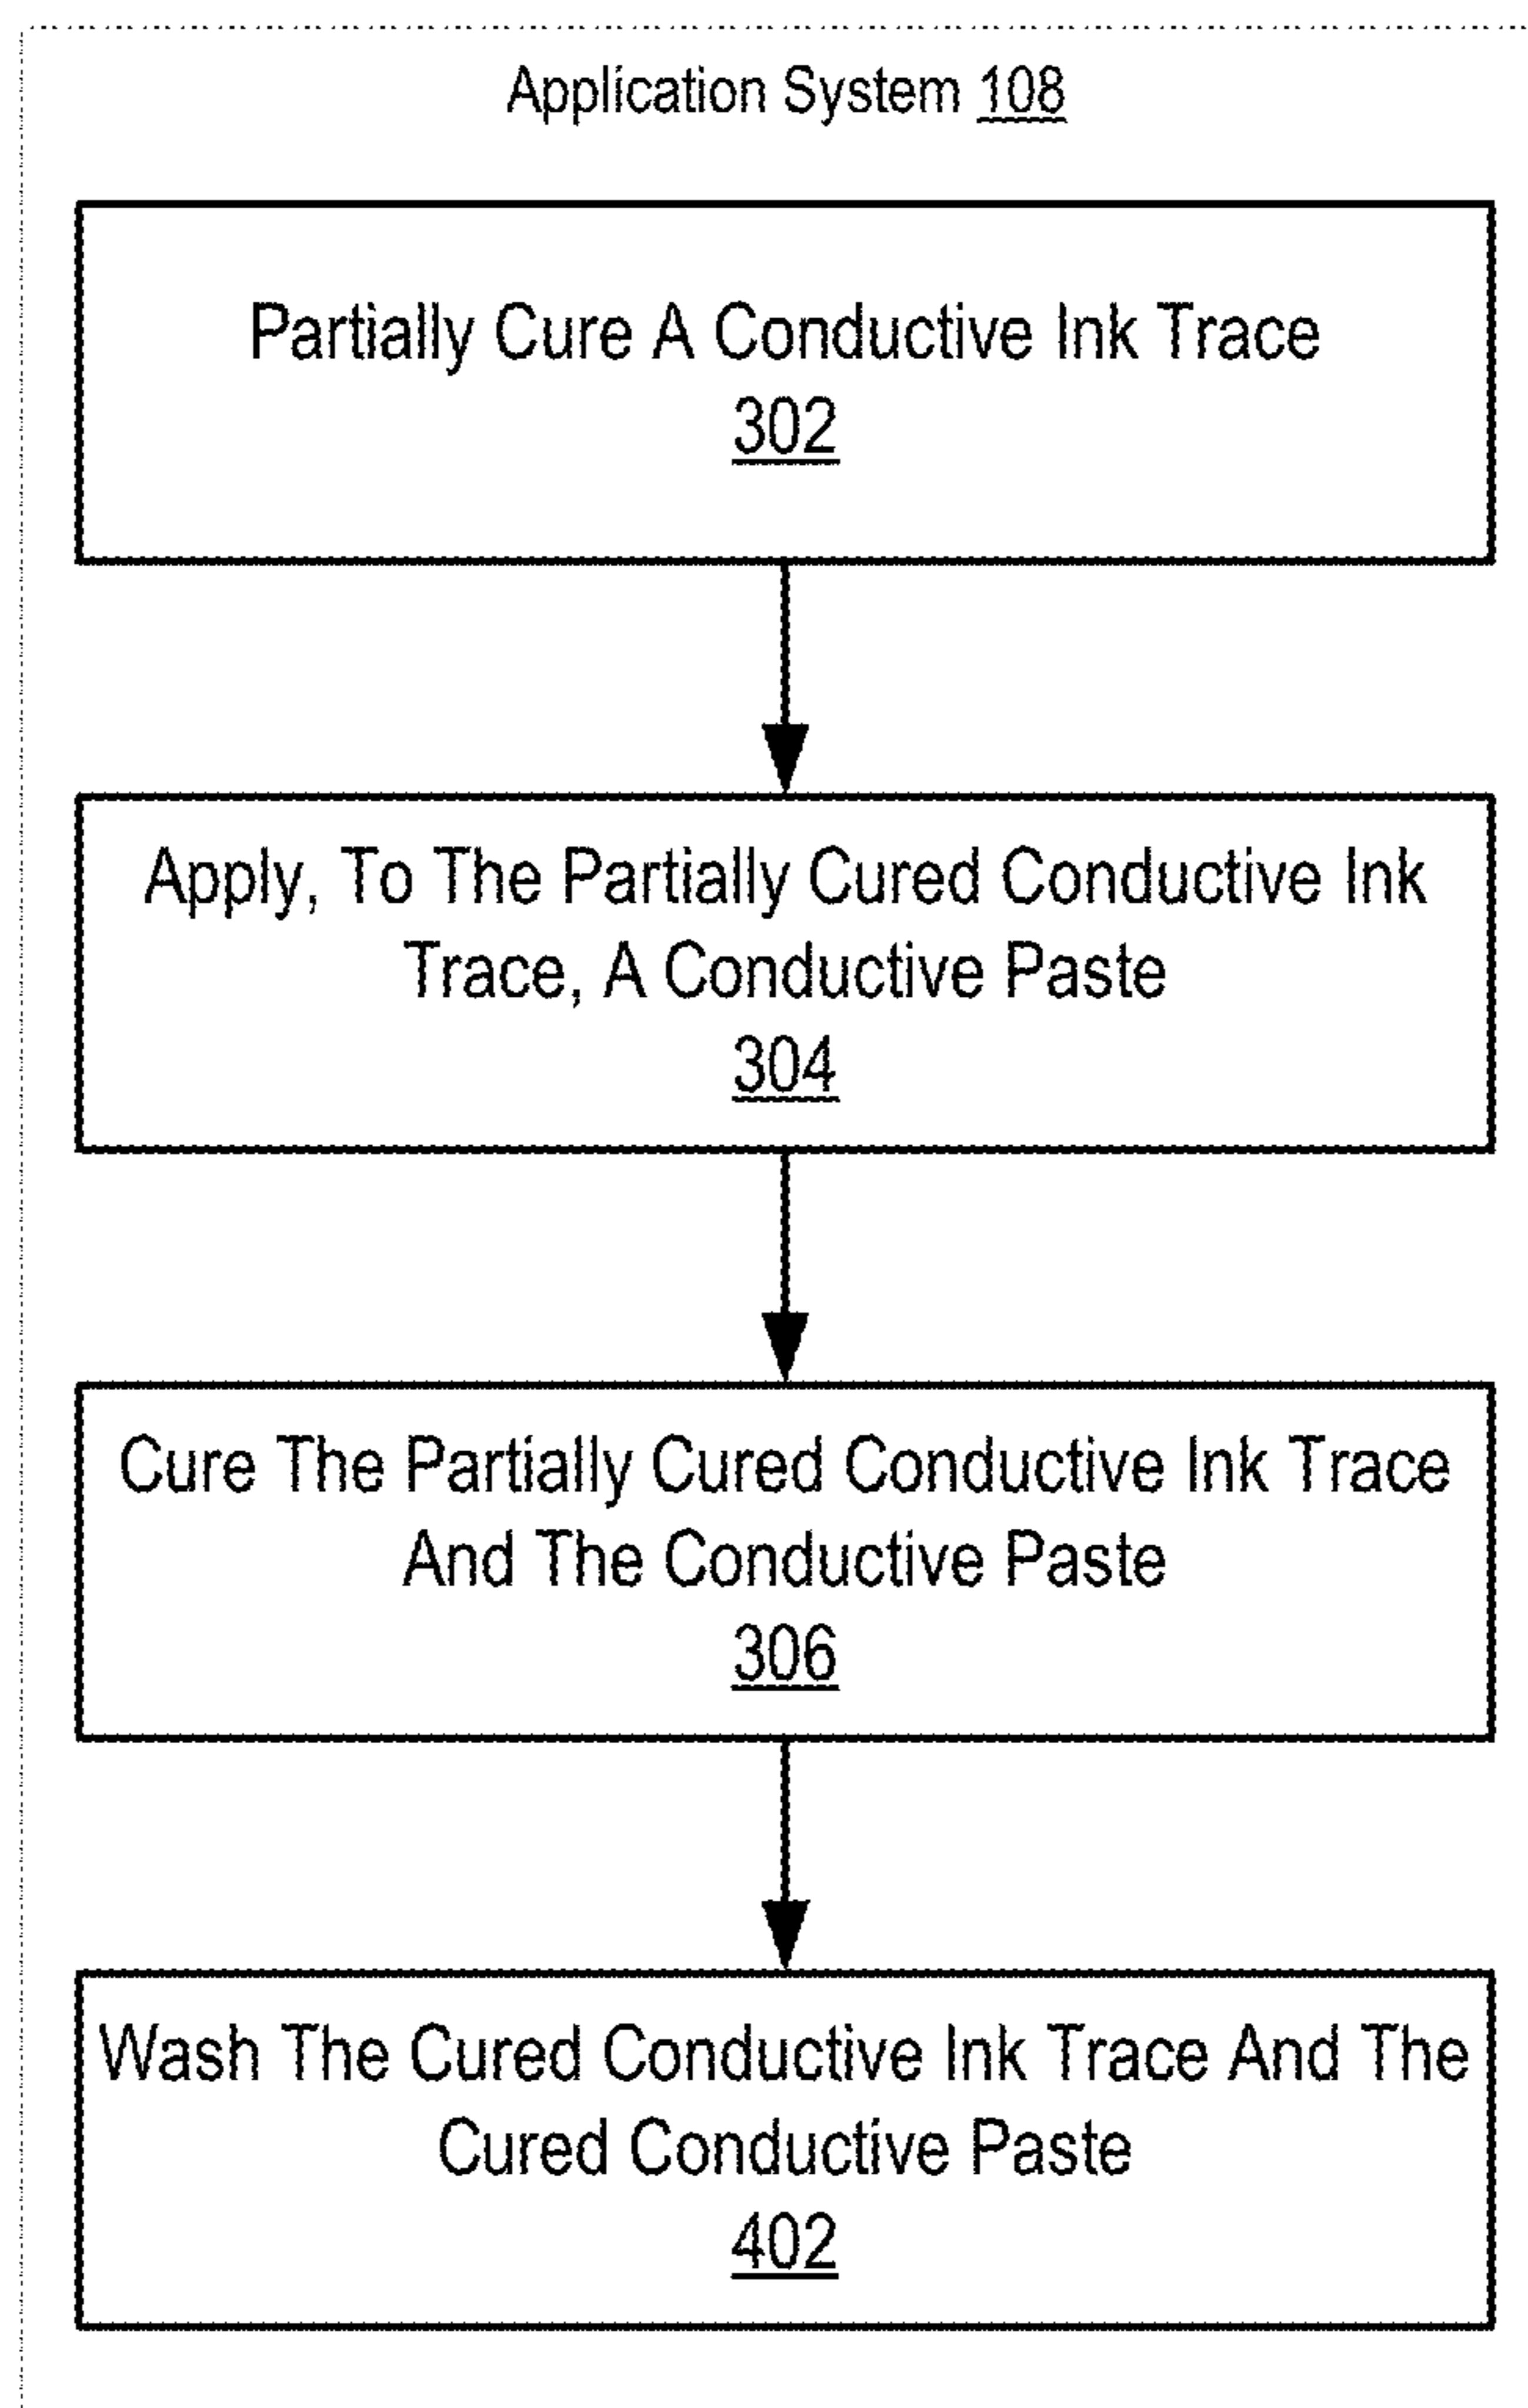 Application System 108
Partially Cure A Conductive Ink Trace
302
Apply, To The Partially Cured Conductive Ink
Trace, A Conductive Paste
304
Cure The Partially Cured Conductive Ink Trace
And The Conductive Paste
306
Wash The Cured Conductive Ink Trace And The
Cured Conductive Paste
402